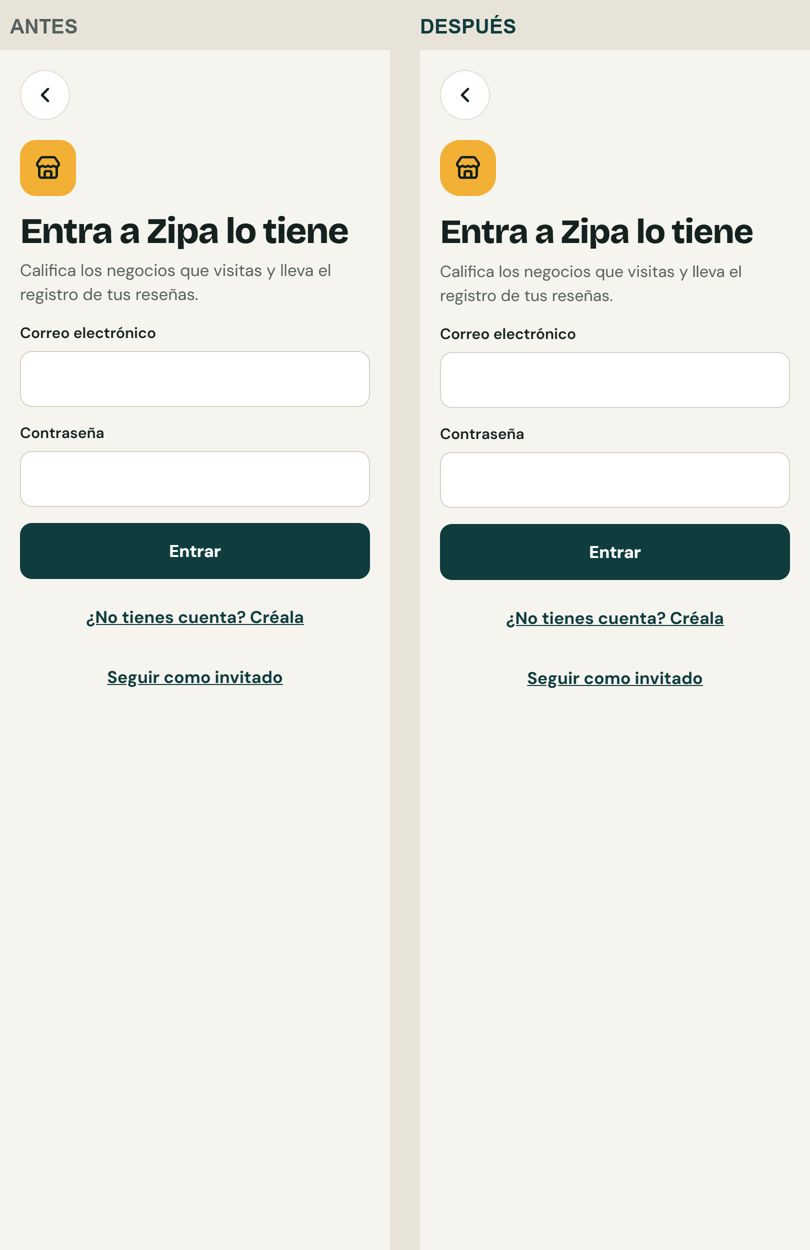 ANTES
Entra a Zipa lo tiene
Califica los negocios que visitas y lleva el
registro de tus reseñas.
Correo electrónico
Contraseña
Entrar
¿No tienes cuenta? Créala
Seguir como invitado
DESPUÉS
Entra a Zipa lo tiene
Califica los negocios que visitas y lleva el
registro de tus reseñas.
Correo electrónico
Contraseña
Entrar
¿No tienes cuenta? Créala
Seguir como invitado